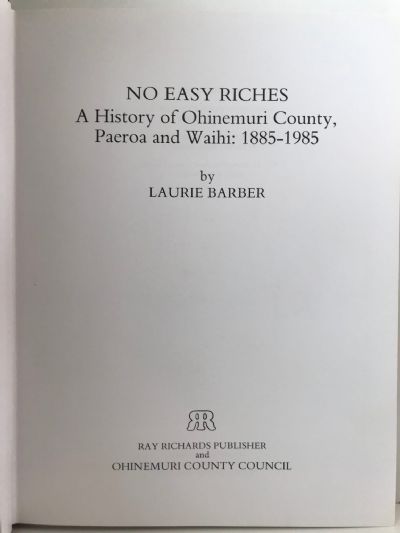 NO EASY RICHES
A History of Ohinemuri County,
Paeroa and Waihi: 1885-1985
by
LAURIE BARBER
RR
RAY RICHARDS PUBLISHER
and
OHINEMURI COUNTY COUNCIL